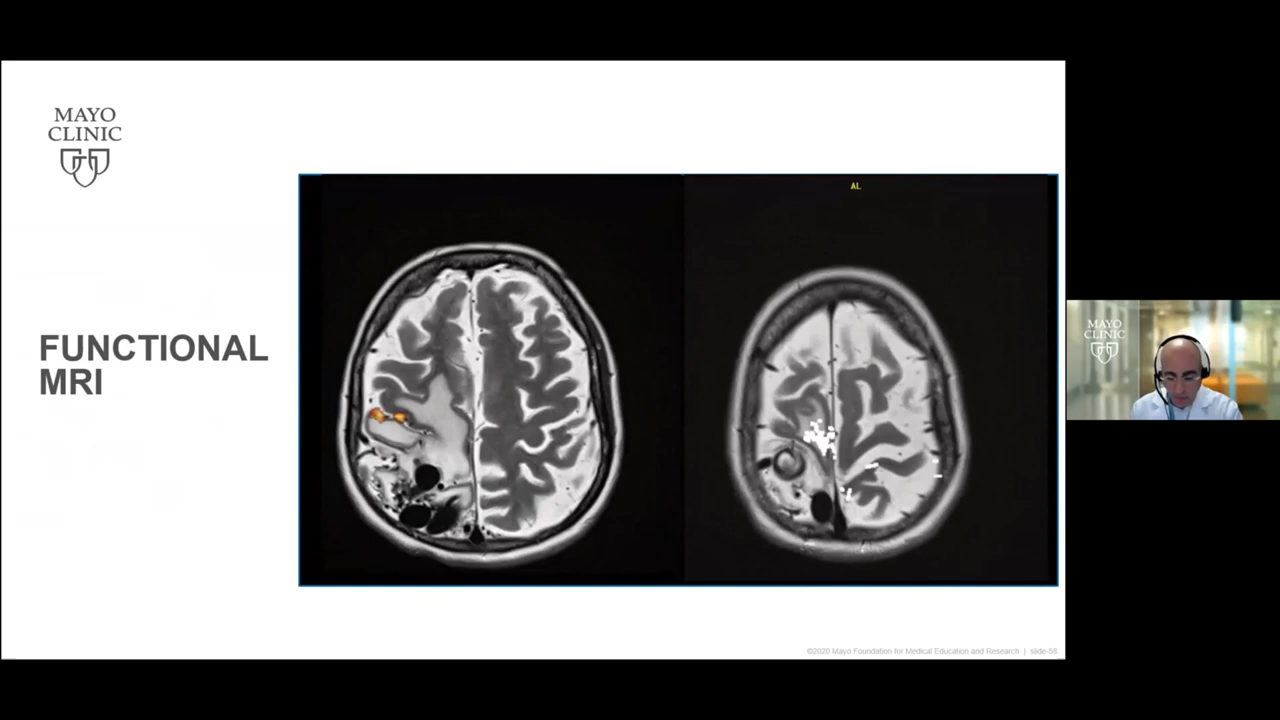 MAYO
CLINIC
FUNCTIONAL
MRI
AL
©2020 Mayo Foundation for Medical Education and Research | slide-58
MAYO
CLINIC